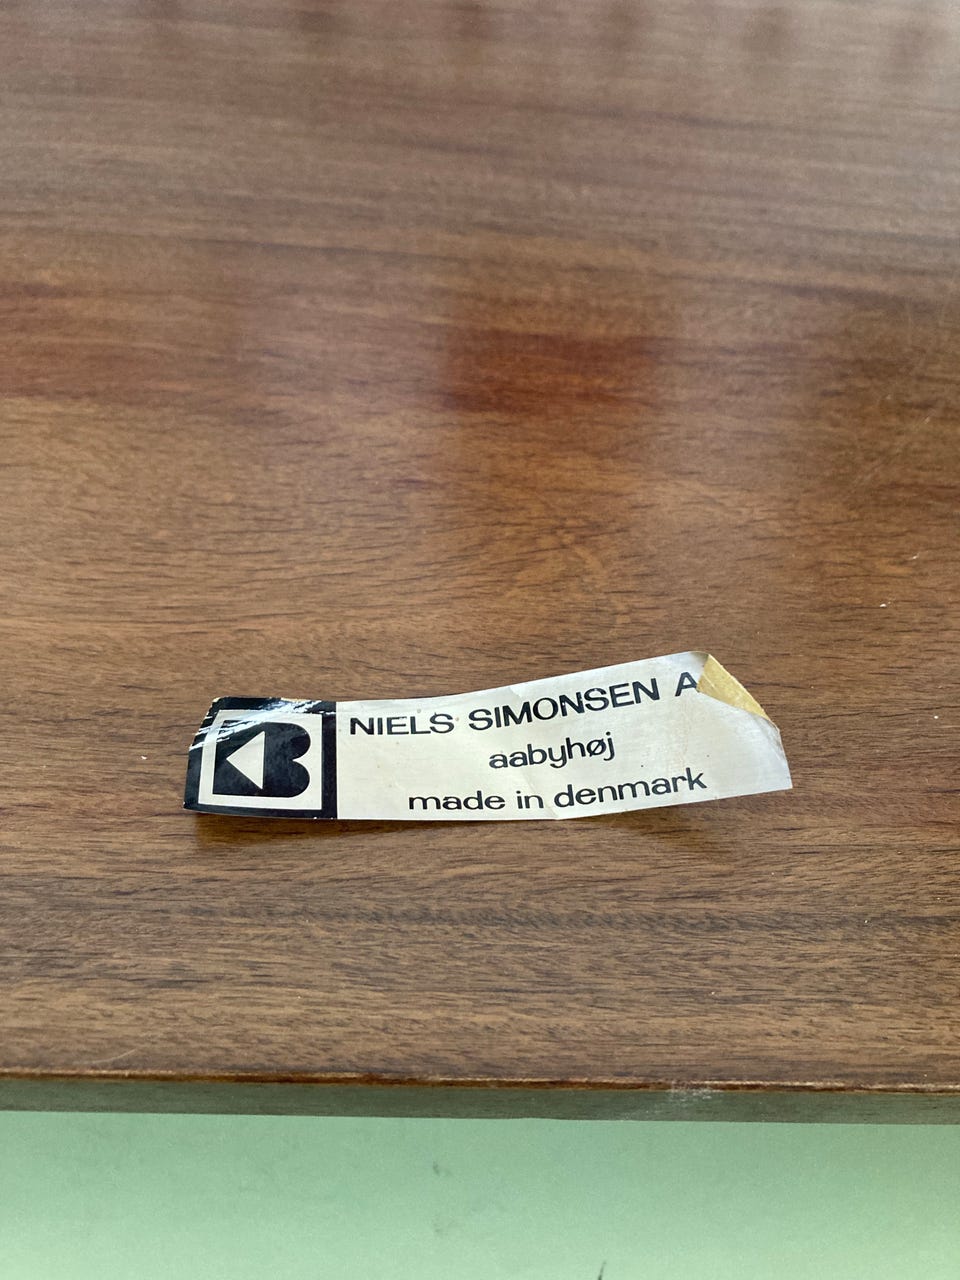 NIELS SIMONSEN A
aabyhøj
made in denmark